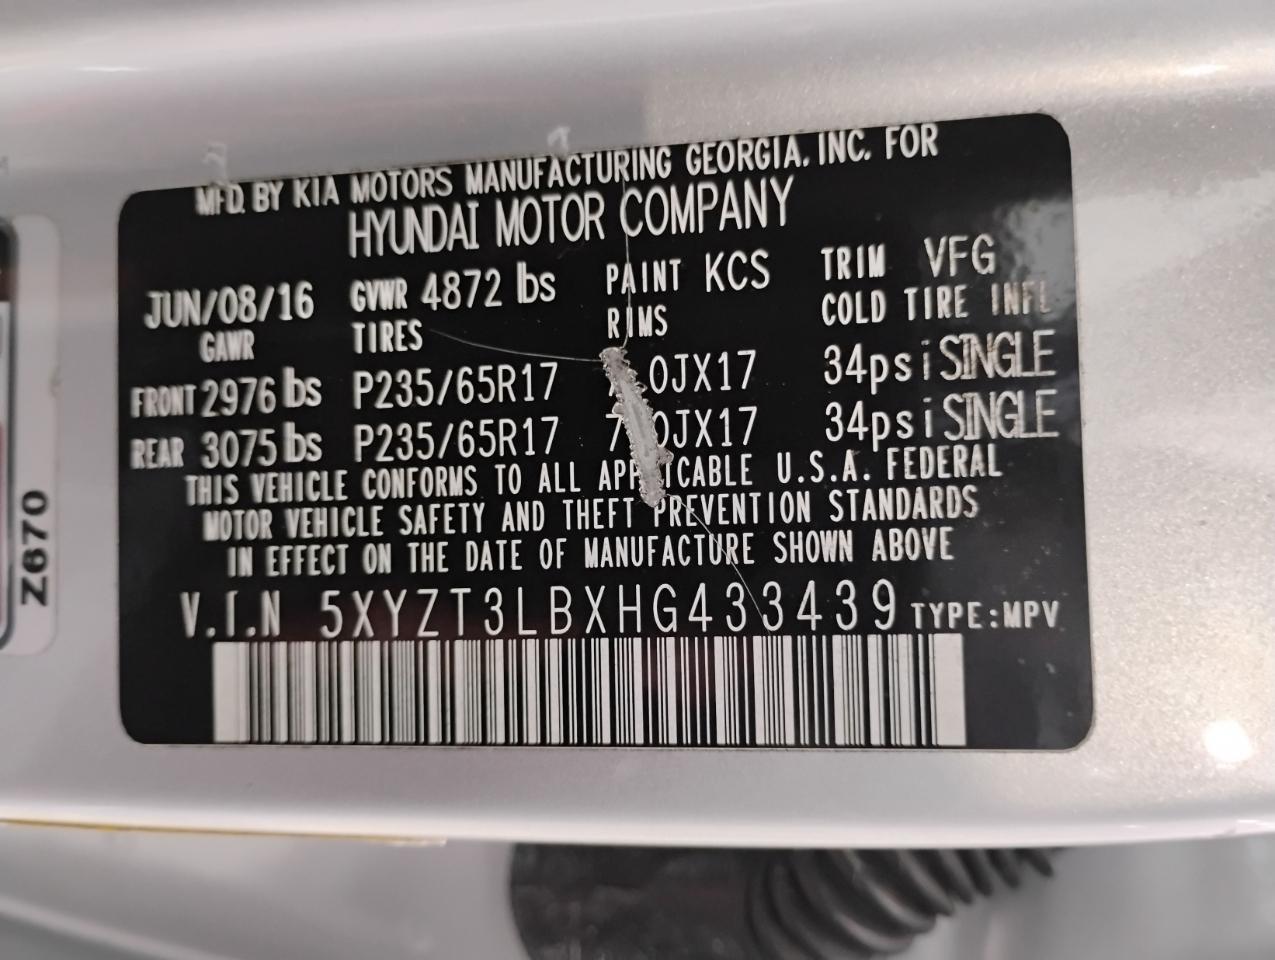 MFD. BY KIA MOTORS MANUFACTURING GEORGIA, INC. FOR
HYUNDAI MOTOR COMPANY
JUN/08/16 GVWR 4872 lbs PAINT KCS TRIM VFG
GAWR TIRES RIMS COLD TIRE INFL
FRONT 2976 lbs P235/65R17 0JX17 34psi SINGLE
REAR 3075 lbs P235/65R17 7 0JX17 34psi SINGLE
THIS VEHICLE CONFORMS TO ALL U.S.A. FEDERAL
MOTOR VEHICLE SAFETY AND THEFT PREVENTION STANDARDS
IN EFFECT ON THE DATE OF MANUFACTURE SHOWN ABOVE
V.I.N 5XYZT3LBXHG433439 TYPE:MPV
Z670